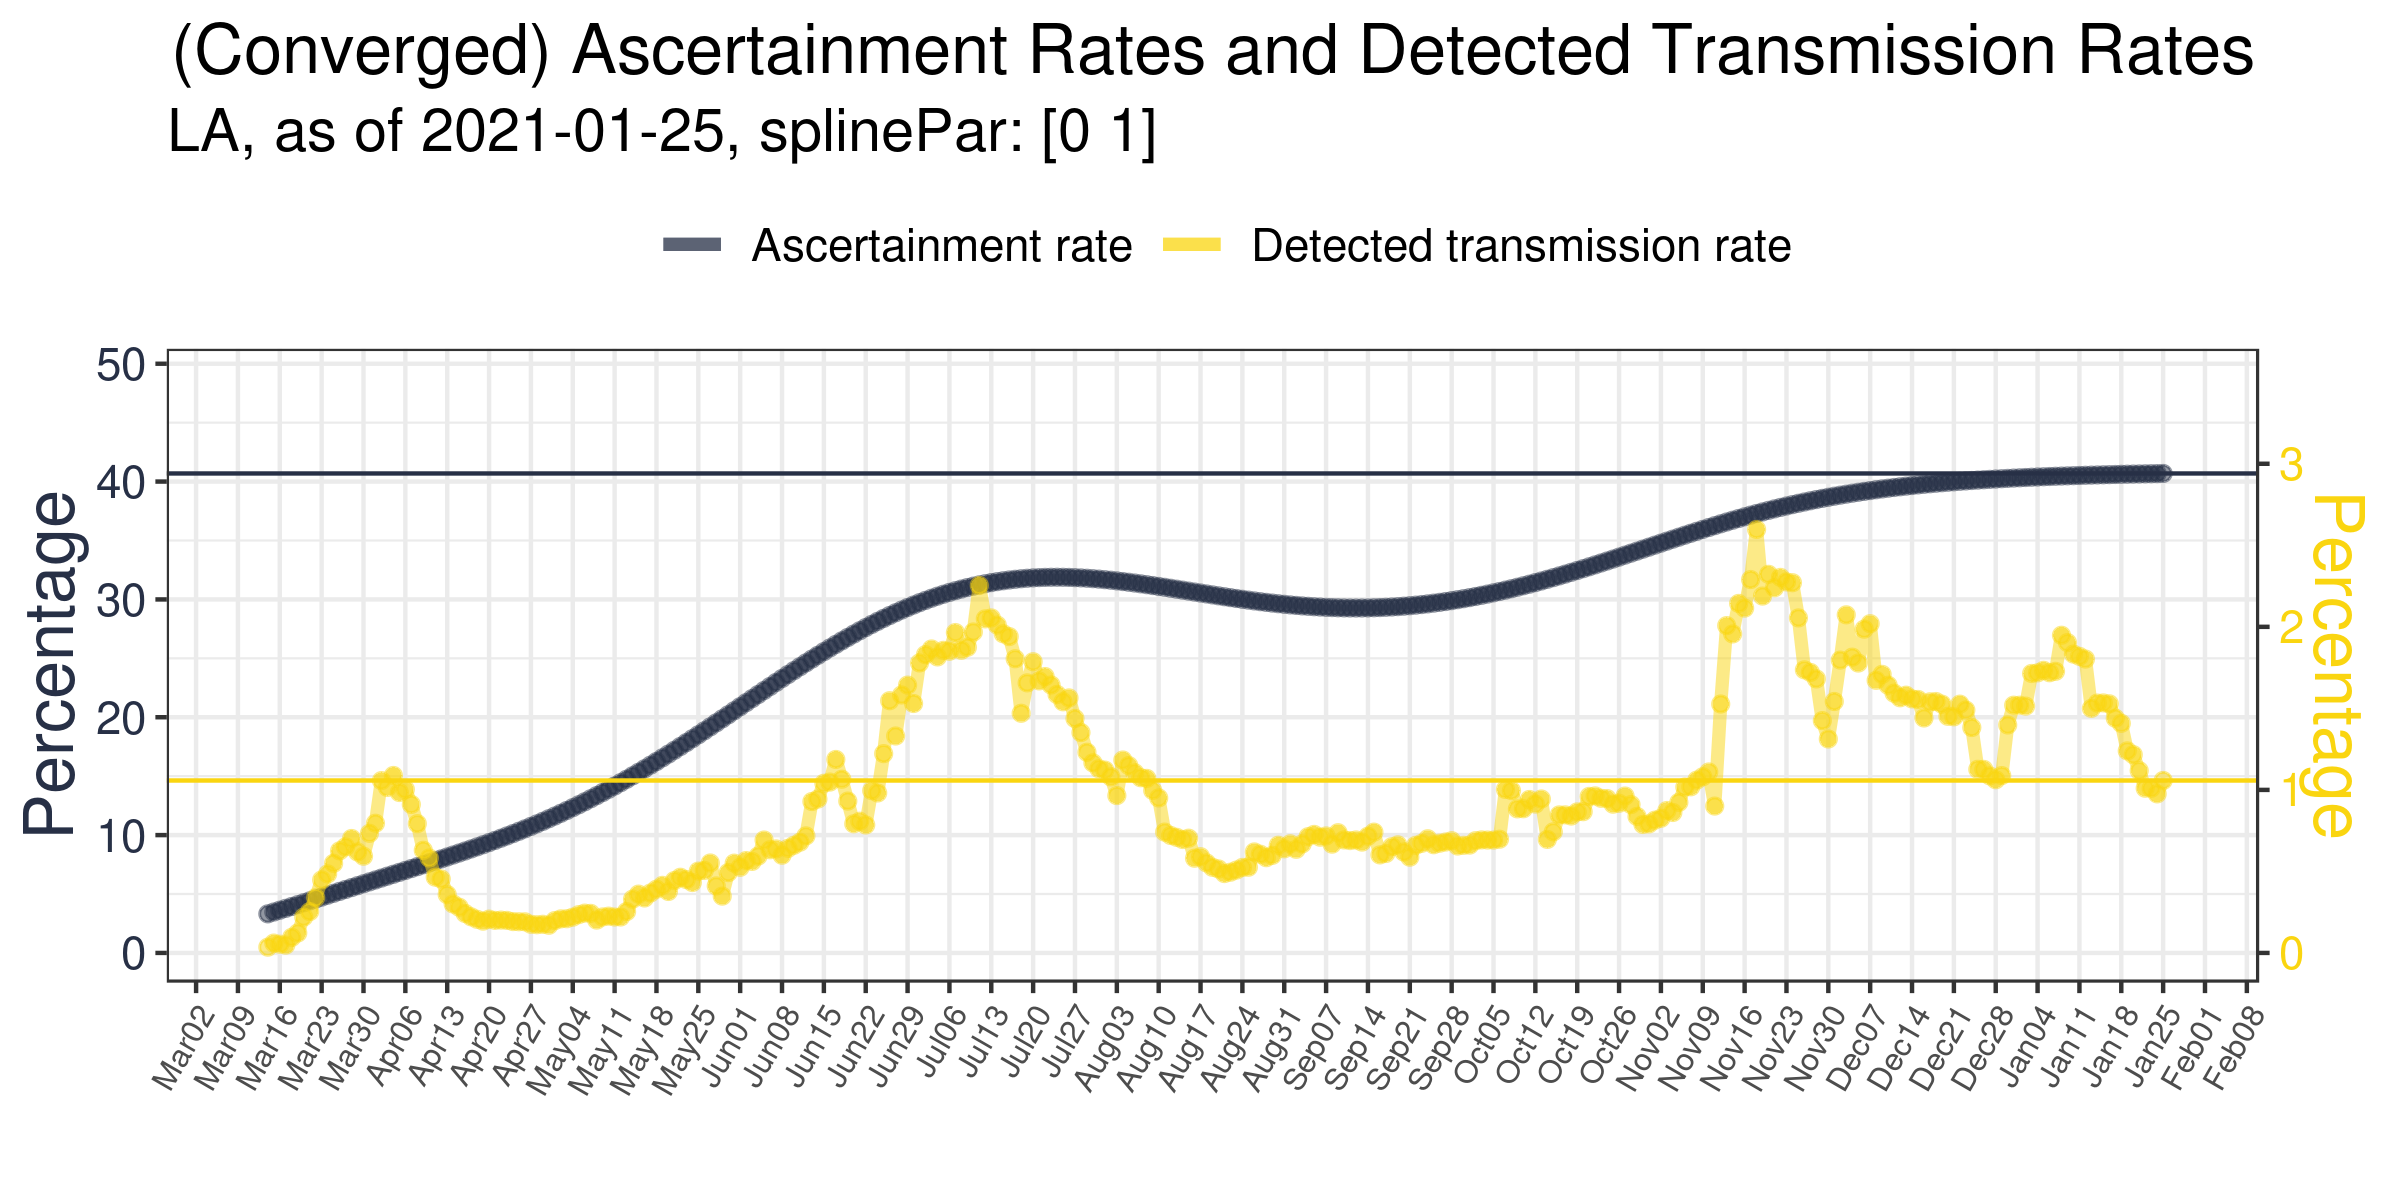 (Converged) Ascertainment Rates and Detected Transmission Rates
LA, as of 2021-01-25, splinePar: [0 1]
Ascertainment rate
Detected transmission rate
Percentage
50
40
30
20
10
0
3
2
1
0
Percentage
Mar02
Mar09
Mar16
Mar23
Mar30
Apr06
Apr13
Apr20
Apr27
May04
May11
May18
May25
Jun01
Jun08
Jun15
Jun22
Jun29
Jul06
Jul13
Jul20
Jul27
Aug03
Aug10
Aug17
Aug24
Aug31
Sep07
Sep14
Sep21
Sep28
Oct05
Oct12
Oct19
Oct26
Nov02
Nov09
Nov16
Nov23
Nov30
Dec07
Dec14
Dec21
Dec28
Jan04
Jan11
Jan18
Jan25
Feb01
Feb08